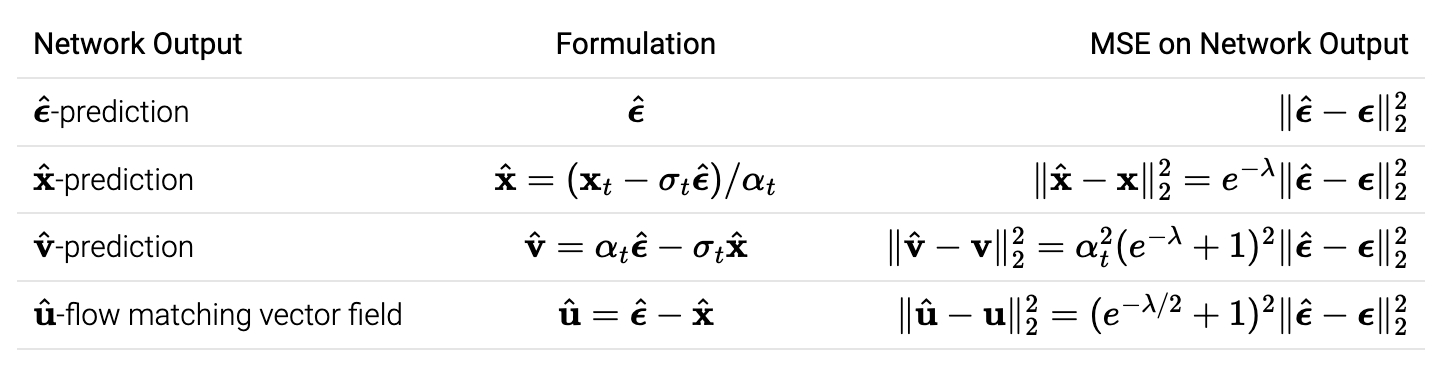 Network Output Formulation MSE on Network Output
ϵ̂-prediction ϵ̂ ‖ϵ̂ − ϵ‖₂²
x̂-prediction x̂ = (xₜ − σₜϵ̂)/αₜ ‖x̂ − x‖₂² = e^{−λ}‖ϵ̂ − ϵ‖₂²
v̂-prediction v̂ = αₜϵ̂ − σₜx̂ ‖v̂ − v‖₂² = αₜ²(e^{−λ} + 1)²‖ϵ̂ − ϵ‖₂²
û-flow matching vector field û = ϵ̂ − x̂ ‖û − u‖₂² = (e^{−λ/2} + 1)²‖ϵ̂ − ϵ‖₂²